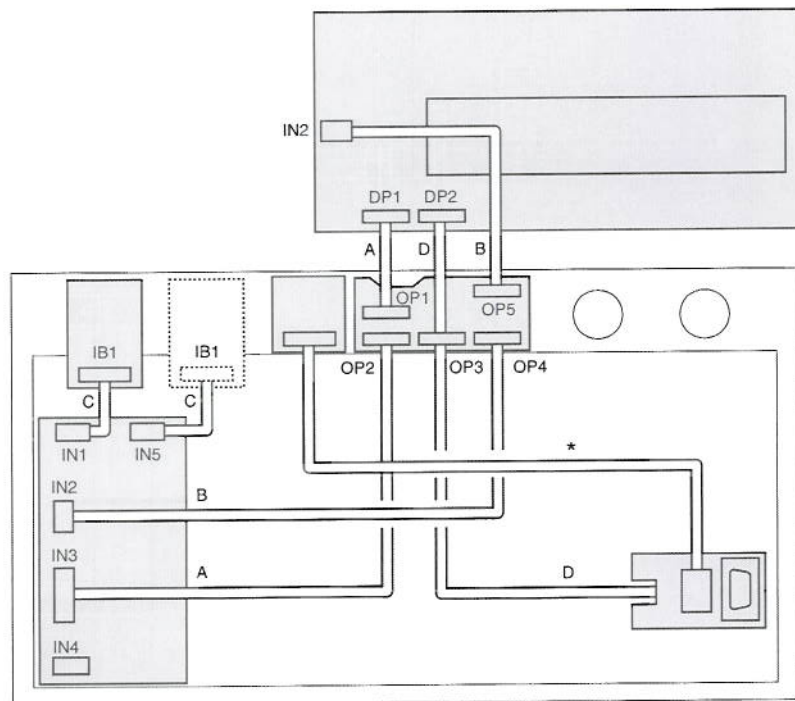 IN2
DP1 DP2
A D B
OP1 OP5
IB1 IB1
OP2 OP3 OP4
C C
IN1 IN5
*
IN2
B
IN3
A D
IN4